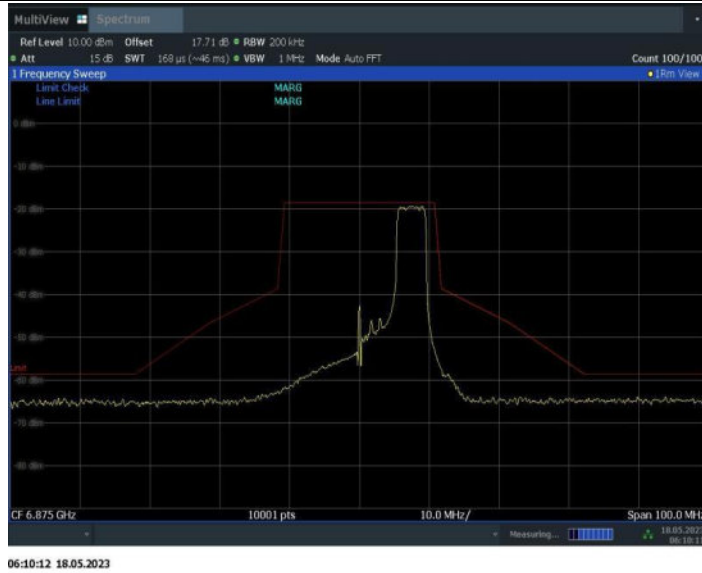 MultiView Spectrum
Ref Level 10.00 dBm Offset 17.71 dB RBW 200 kHz
Att 15 dB SWT 168 µs (~46 ms) VBW 1 MHz Mode Auto FFT Count 100/100
1 Frequency Sweep 1Rm View
Limit Check MARG
Line Limit MARG
0 dBm
-10 dBm
-20 dBm
-30 dBm
-40 dBm
-50 dBm
Limit
-60 dBm
-70 dBm
-80 dBm
CF 6.875 GHz 10001 pts 10.0 MHz/ Span 100.0 MHz
Measuring... 18.05.2023
06:10:11
06:10:12 18.05.2023